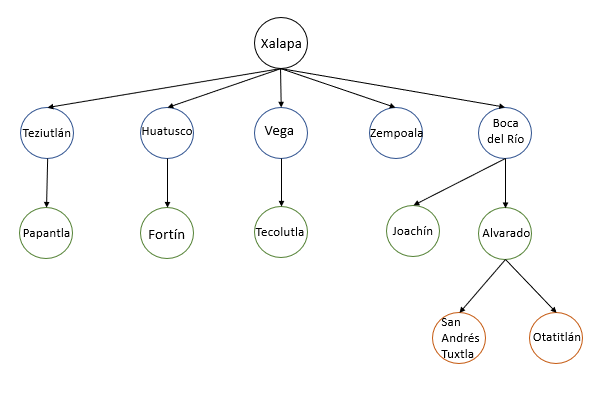 Xalapa
Teziutlán
Huatusco
Vega
Zempoala
Boca
del Río
Papantla
Fortín
Tecolutla
Joachín
Alvarado
San
Andrés
Tuxtla
Otatitlán